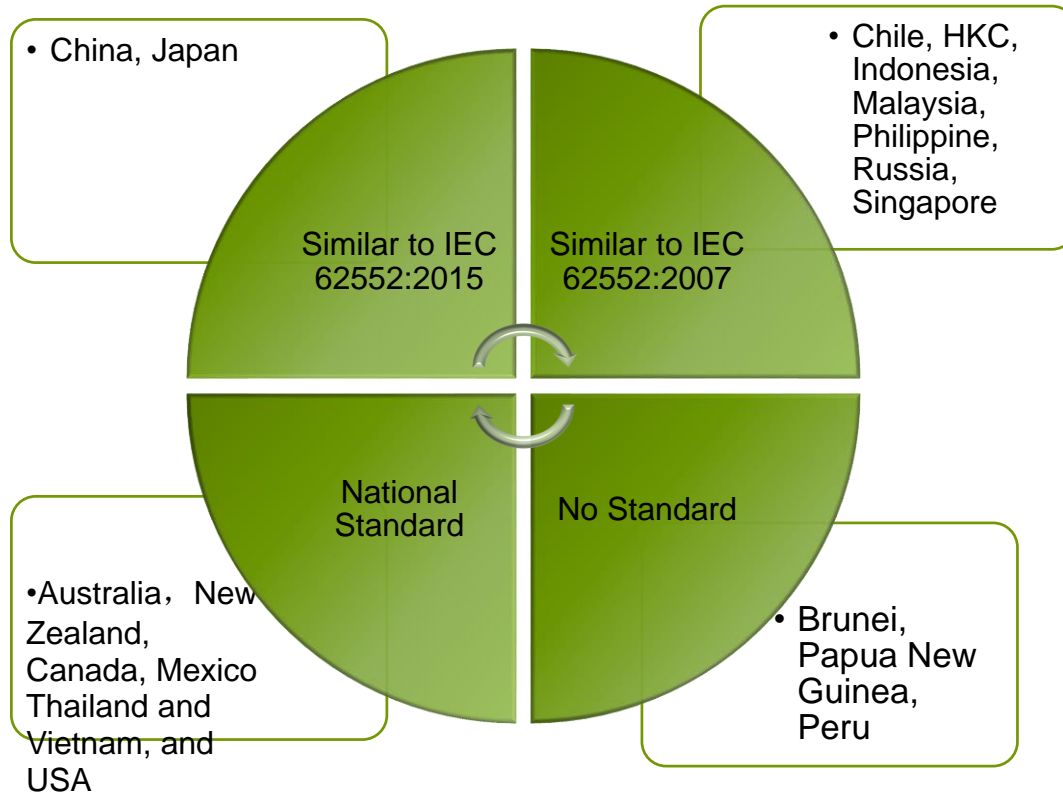 • China, Japan
• Chile, HKC,
Indonesia,
Malaysia,
Philippine,
Russia,
Singapore
Similar to IEC
62552:2015
Similar to IEC
62552:2007
National
Standard
No Standard
•Australia，New
Zealand,
Canada, Mexico
Thailand and
Vietnam, and
USA
• Brunei,
Papua New
Guinea,
Peru